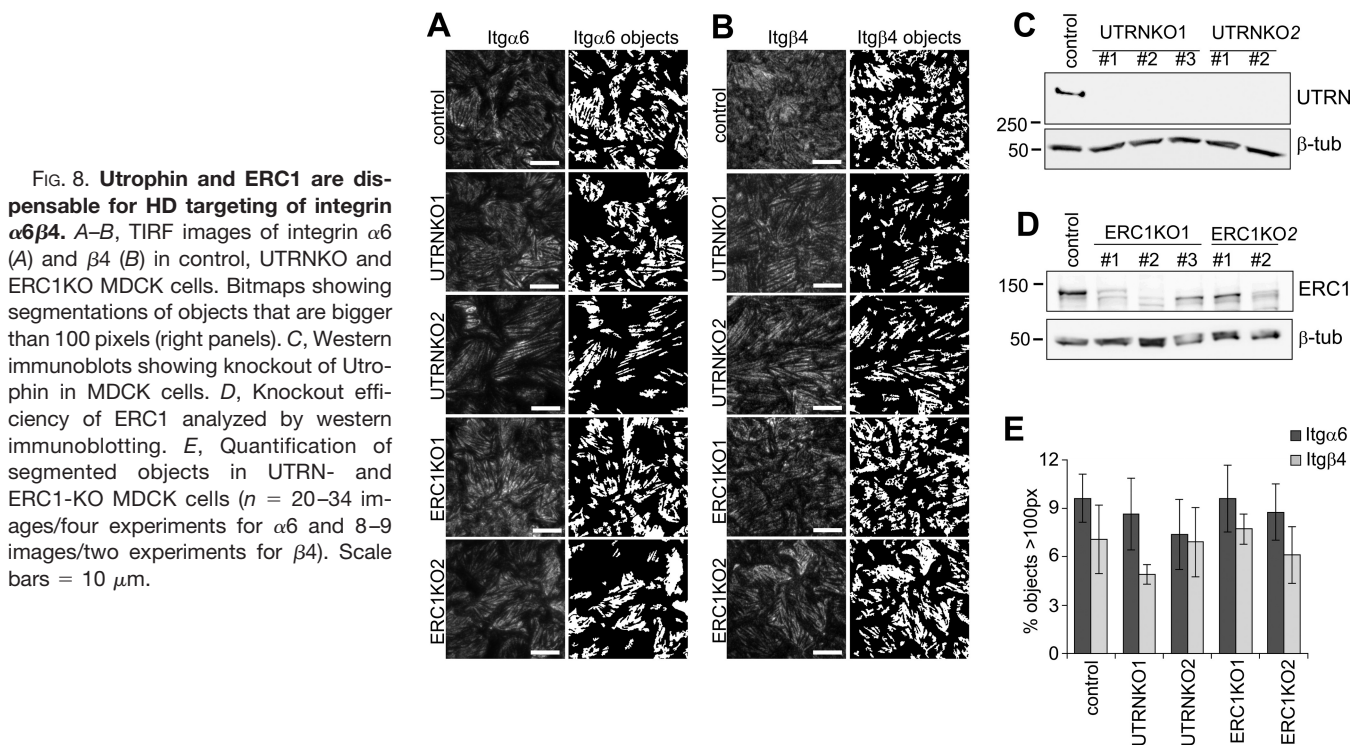 FIG. 8. Utrophin and ERC1 are dis-
pensable for HD targeting of integrin
α6β4. A–B, TIRF images of integrin α6
(A) and β4 (B) in control, UTRNKO and
ERC1KO MDCK cells. Bitmaps showing
segmentations of objects that are bigger
than 100 pixels (right panels). C, Western
immunoblots showing knockout of Utro-
phin in MDCK cells. D, Knockout effi-
ciency of ERC1 analyzed by western
immunoblotting. E, Quantification of
segmented objects in UTRN- and
ERC1-KO MDCK cells (n = 20–34 im-
ages/four experiments for α6 and 8–9
images/two experiments for β4). Scale
bars = 10 μm.
A
Itgα6 Itgα6 objects
control
UTRNKO1
UTRNKO2
ERC1KO1
ERC1KO2
B
Itgβ4 Itgβ4 objects
control
UTRNKO1
UTRNKO2
ERC1KO1
ERC1KO2
C
control UTRNKO1 UTRNKO2
#1 #2 #3 #1 #2
UTRN
250
50 β-tub
D
control ERC1KO1 ERC1KO2
#1 #2 #3 #1 #2
150 ERC1
50 β-tub
E
Itgα6
Itgβ4
% objects >100px
12
9
6
3
0
control UTRNKO1 UTRNKO2 ERC1KO1 ERC1KO2